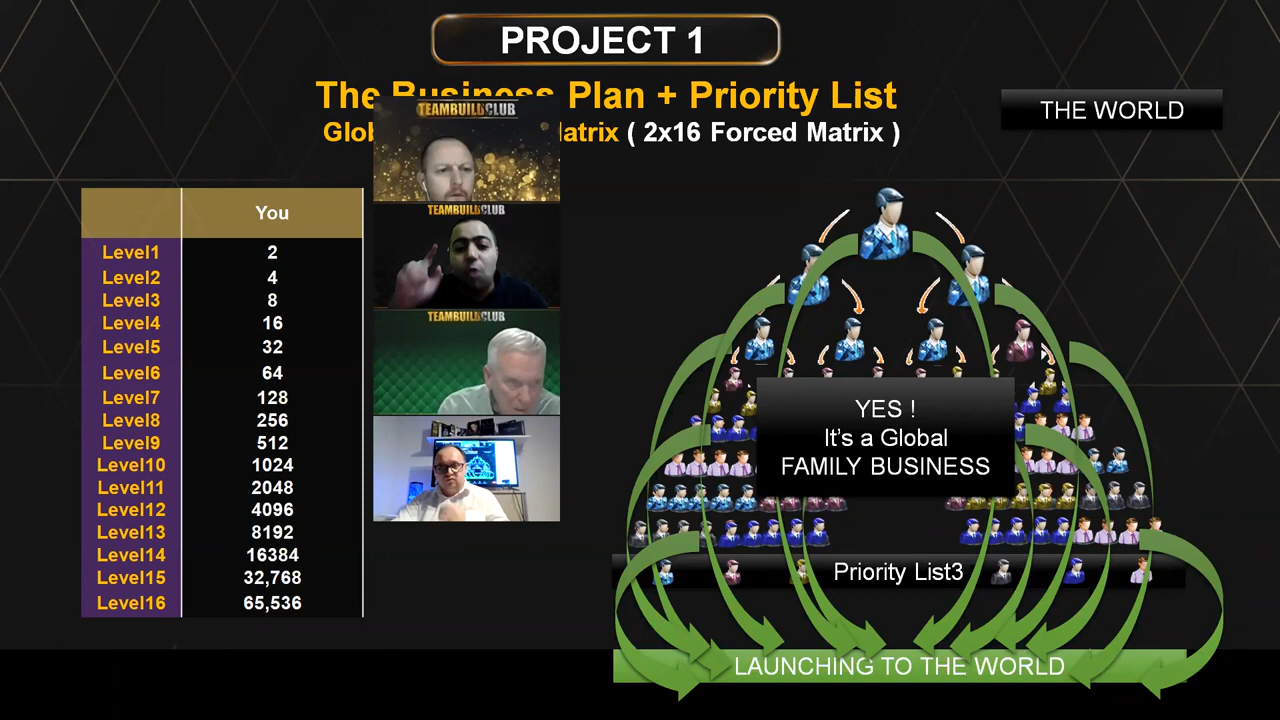 PROJECT 1
The Business Plan + Priority List
THE WORLD
( 2x16 Forced Matrix )
TEAMBUILDCLUB
TEAMBUILDCLUB
TEAMBUILDCLUB
You
Level1 2
Level2 4
Level3 8
Level4 16
Level5 32
Level6 64
Level7 128
Level8 256
Level9 512
Level10 1024
Level11 2048
Level12 4096
Level13 8192
Level14 16384
Level15 32,768
Level16 65,536
YES !
It's a Global
FAMILY BUSINESS
Priority List3
LAUNCHING TO THE WORLD